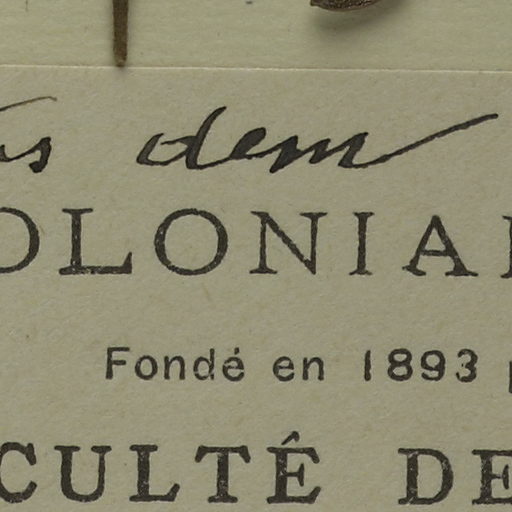 dem
OLONIA
Fondé en 1893
CULTÉ DE